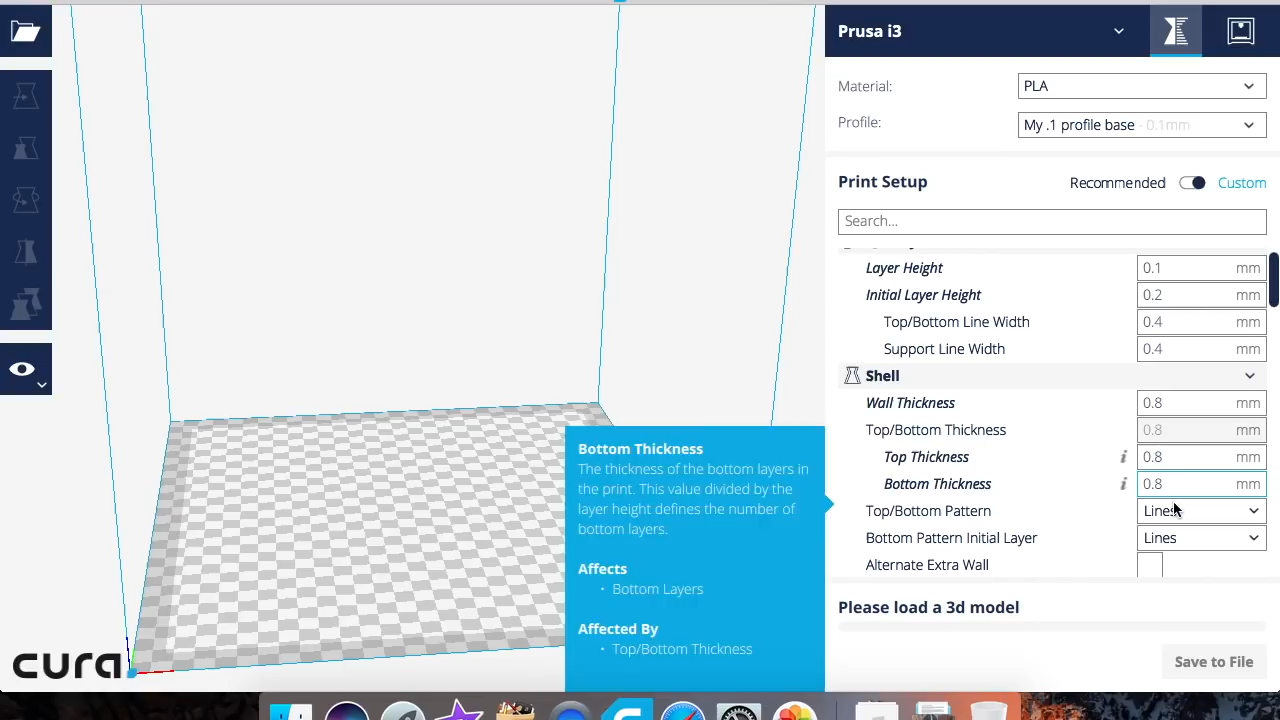 Prusa i3
Material:
PLA
Profile:
My .1 profile base - 0.1mm
Print Setup
Recommended
Custom
Search...
Layer Height
0.1 mm
Initial Layer Height
0.2 mm
Top/Bottom Line Width
0.4 mm
Support Line Width
0.4 mm
Shell
Wall Thickness
0.8 mm
Top/Bottom Thickness
0.8 mm
Top Thickness
i
0.8 mm
Bottom Thickness
i
0.8 mm
Top/Bottom Pattern
Lines
Bottom Pattern Initial Layer
Lines
Alternate Extra Wall
Bottom Thickness
The thickness of the bottom layers in
the print. This value divided by the
layer height defines the number of
bottom layers.
Affects
• Bottom Layers
Affected By
• Top/Bottom Thickness
Please load a 3d model
Save to File
cura